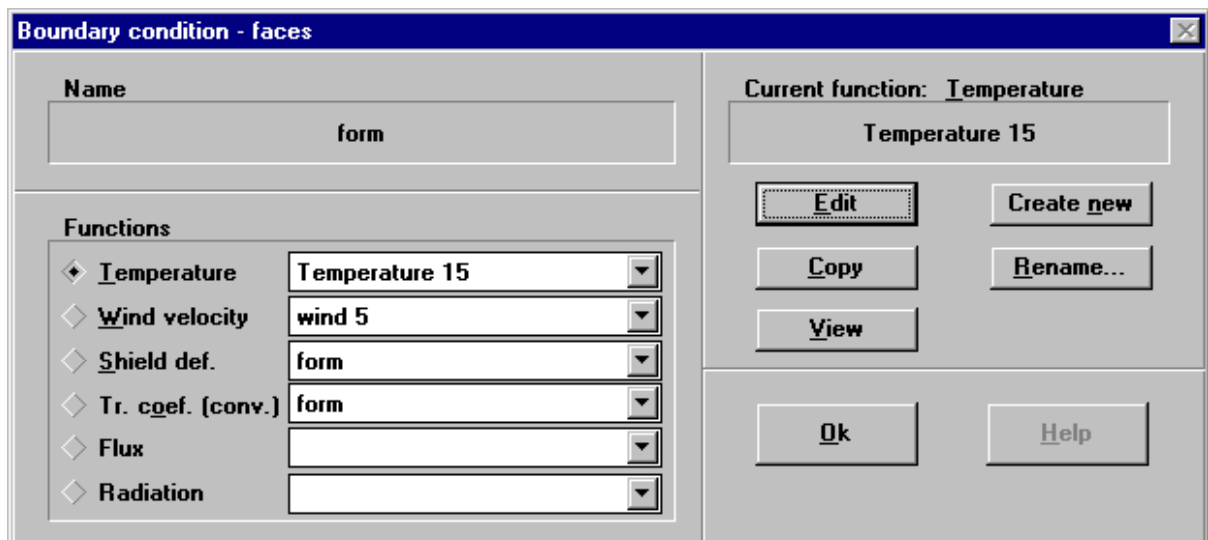 Boundary condition - faces
Name
form
Functions
Temperature Temperature 15
Wind velocity wind 5
Shield def. form
Tr. coef. (conv.) form
Flux
Radiation
Current function: Temperature
Temperature 15
Edit Create new
Copy Rename...
View
Ok Help